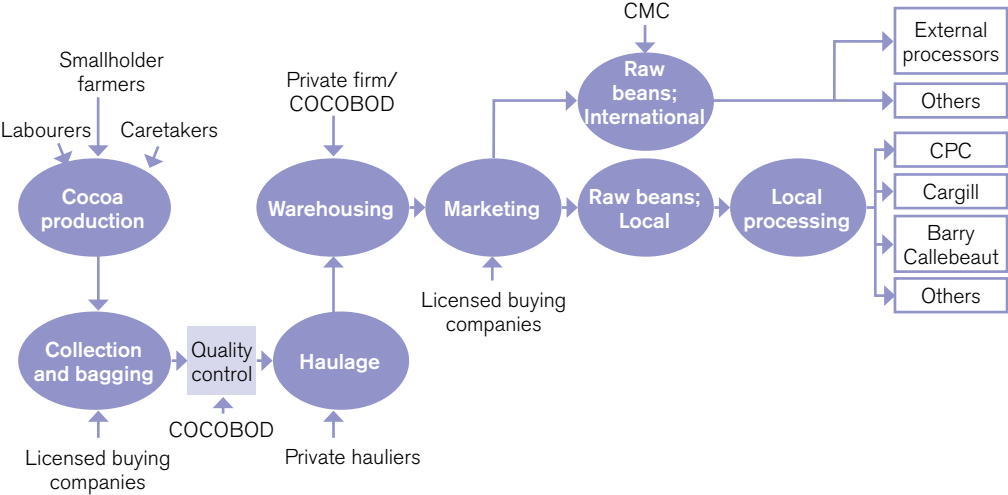 Smallholder
farmers
Labourers
Caretakers
Cocoa
production
Collection
and bagging
Licensed buying
companies
Quality
control
COCOBOD
Haulage
Private hauliers
Private firm/
COCOBOD
Warehousing
Marketing
Licensed buying
companies
CMC
Raw
beans;
International
Raw beans;
Local
Local
processing
External
processors
Others
CPC
Cargill
Barry
Callebaut
Others